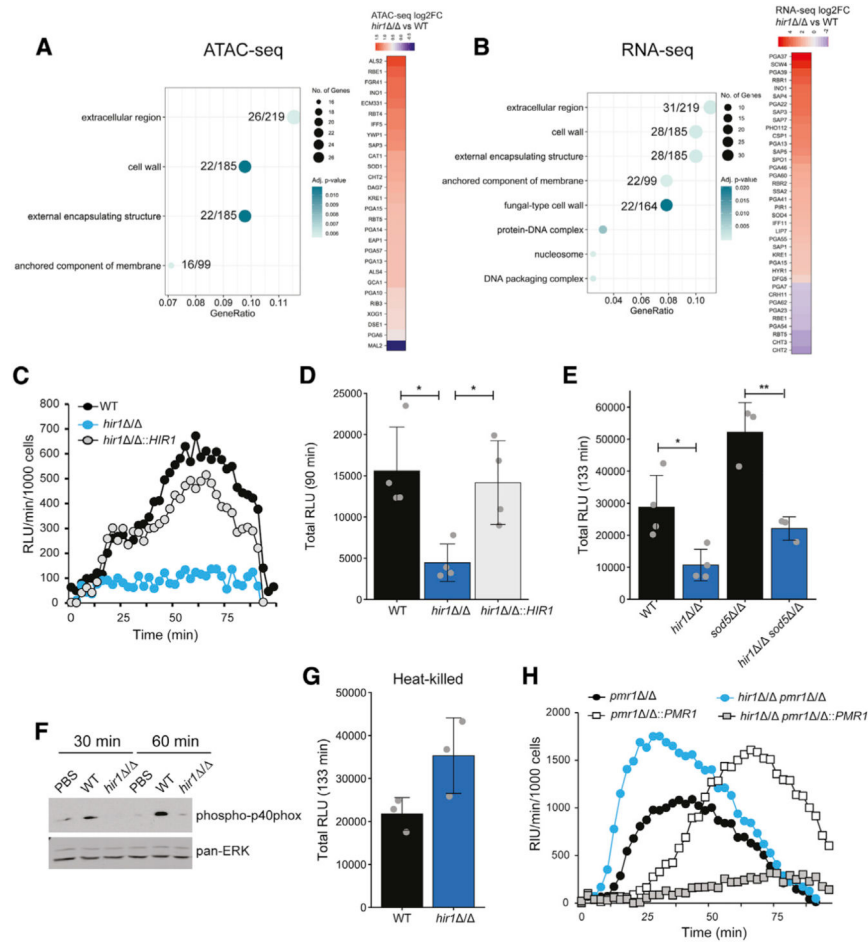 A
ATAC-seq
ATAC-seq log2FC
hir1Δ/Δ vs WT
extracellular region
cell wall
external encapsulating structure
anchored component of membrane
26/219
22/185
22/185
16/99
0.07 0.08 0.09 0.10 0.11
GeneRatio
No. of Genes
16
18
20
22
24
26
Adj. p-value
0.010
0.009
0.008
0.007
0.006
ALS2
RBE1
FGR41
INO1
ECM331
RBT4
IFF5
YWP1
SAP3
CAT1
SOD1
CHT2
DAG7
KRE1
PGA15
RBT5
PGA14
EAP1
PGA57
PGA13
ALS4
GCA1
PGA10
RIB3
XOG1
DSE1
PGA6
MAL2
B
RNA-seq
RNA-seq log2FC
hir1Δ/Δ vs WT
4 2 0 -2
extracellular region
cell wall
external encapsulating structure
anchored component of membrane
fungal-type cell wall
protein-DNA complex
nucleosome
DNA packaging complex
31/219
28/185
28/185
22/99
22/164
0.04 0.06 0.08 0.10
GeneRatio
No. of Genes
10
15
20
25
30
Adj. p-value
0.020
0.015
0.010
0.005
PGA37
SCW4
PGA38
RBR1
INO1
SAP4
PGA22
SAP3
SAP7
PHO112
CSP1
PGA13
SAP5
SPO1
PGA46
PGA60
RBR2
SSA2
PGA41
PIR1
SOD4
IFF11
LIP7
PGA55
SAP1
KRE1
PGA15
HYR1
DFG5
PGA7
CRH11
PGA62
PGA23
RBE1
PGA54
RBT5
CHT3
CHT2
C
WT
hir1Δ/Δ
hir1Δ/Δ::HIR1
RLU/min/1000 cells
800
700
600
500
400
300
200
100
0
0 25 50 75
Time (min)
D
Total RLU (90 min)
25000
20000
15000
10000
5000
0
* *
WT hir1Δ/Δ hir1Δ/Δ::HIR1
E
Total RLU (133 min)
60000
50000
40000
30000
20000
10000
0
* **
WT
hir1Δ/Δ
sod5Δ/Δ
hir1Δ/Δ sod5Δ/Δ
F
30 min 60 min
PBS WT hir1Δ/Δ PBS WT hir1Δ/Δ
phospho-p40phox
pan-ERK
G
Heat-killed
Total RLU (133 min)
50000
40000
30000
20000
10000
0
WT hir1Δ/Δ
H
pmr1Δ/Δ hir1Δ/Δ pmr1Δ/Δ
pmr1Δ/Δ::PMR1 hir1Δ/Δ pmr1Δ/Δ::PMR1
RIU/min/1000 cells
2000
1500
1000
500
0
0 25 50 75
Time (min)